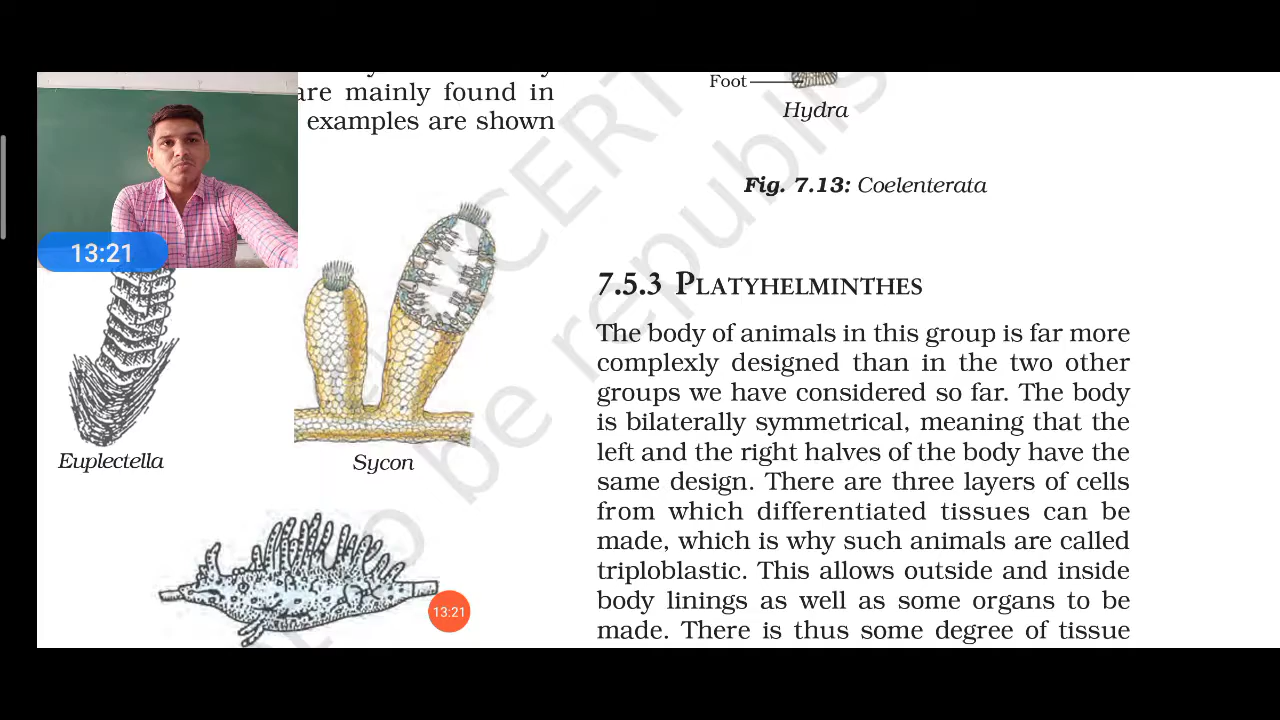 are mainly found in
examples are shown
13:21
Euplectella
Sycon
13:21
Foot
Hydra
Fig. 7.13: Coelenterata
7.5.3 PLATYHELMINTHES
The body of animals in this group is far more
complexly designed than in the two other
groups we have considered so far. The body
is bilaterally symmetrical, meaning that the
left and the right halves of the body have the
same design. There are three layers of cells
from which differentiated tissues can be
made, which is why such animals are called
triploblastic. This allows outside and inside
body linings as well as some organs to be
made. There is thus some degree of tissue